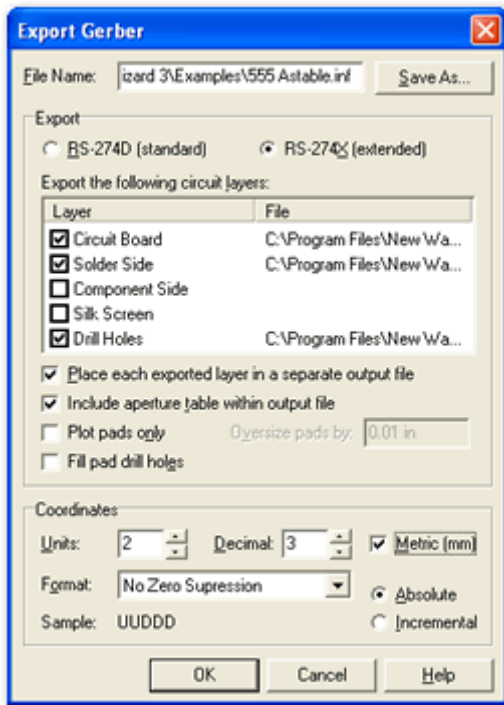 Export Gerber
File Name: izard 3\Examples\555 Astable.inf Save As...
Export
RS-274D (standard) RS-274X (extended)
Export the following circuit layers:
Layer File
Circuit Board C:\Program Files\New Wa...
Solder Side C:\Program Files\New Wa...
Component Side
Silk Screen
Drill Holes C:\Program Files\New Wa...
Place each exported layer in a separate output file
Include aperture table within output file
Plot pads only Oversize pads by: 0.01 in
Fill pad drill holes
Coordinates
Units: 2 Decimal: 3 Metric (mm)
Format: No Zero Supression Absolute
Sample: UUDDD Incremental
OK Cancel Help